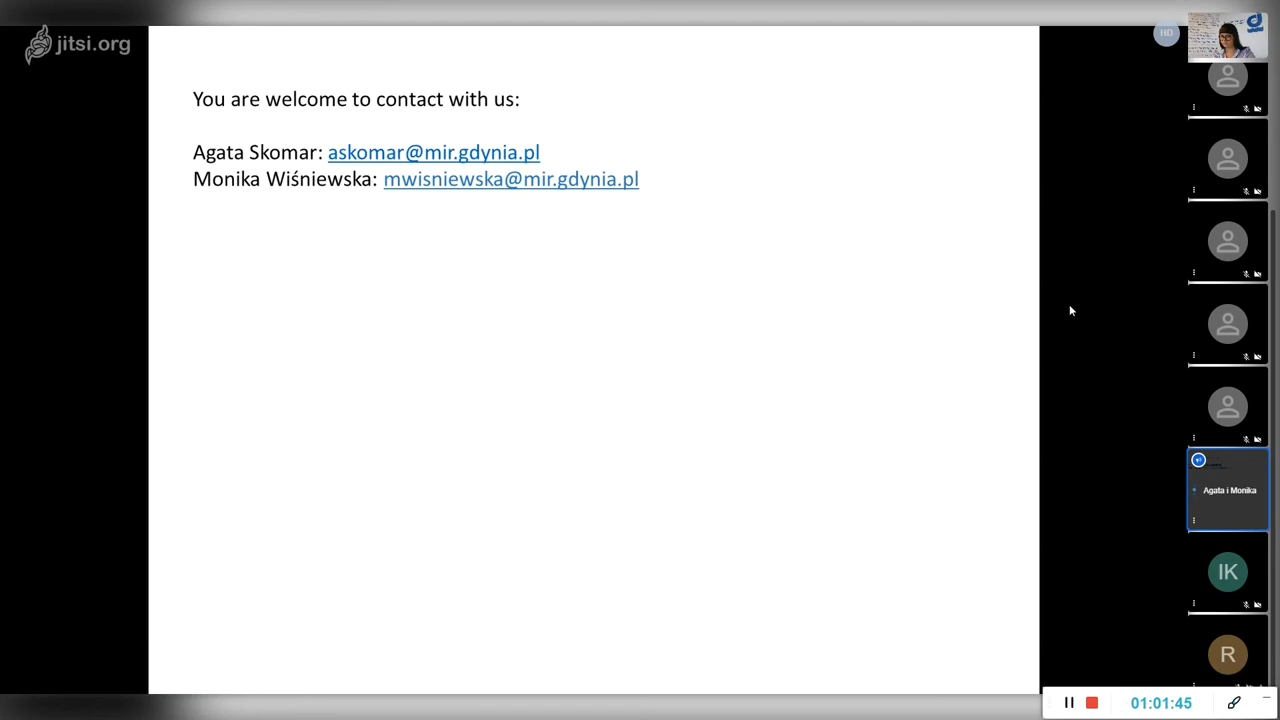 jitsi.org
HD
You are welcome to contact with us:
Agata Skomar: askomar@mir.gdynia.pl
Monika Wiśniewska: mwisniewska@mir.gdynia.pl
Agata i Monika
IK
R
01:01:45